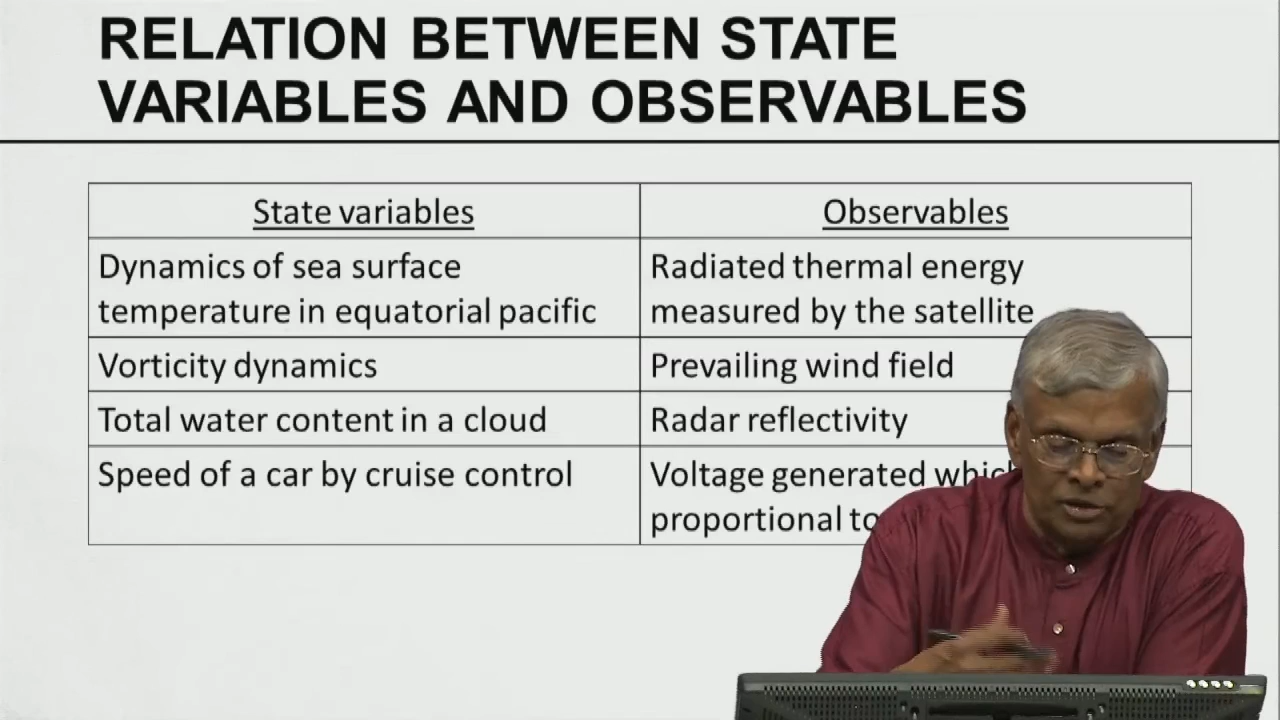 RELATION BETWEEN STATE
VARIABLES AND OBSERVABLES
State variables
Observables
Dynamics of sea surface
temperature in equatorial pacific
Radiated thermal energy
measured by the satellite
Vorticity dynamics
Prevailing wind field
Total water content in a cloud
Radar reflectivity
Speed of a car by cruise control
Voltage generated
proportional to